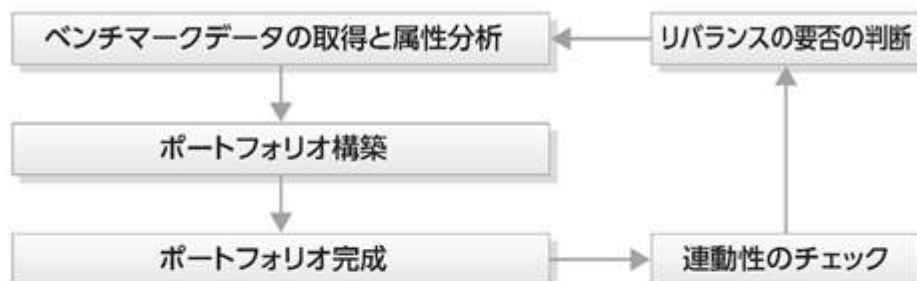 ベンチマークデータの取得と属性分析
リバランスの要否の判断
ポートフォリオ構築
ポートフォリオ完成
連動性のチェック